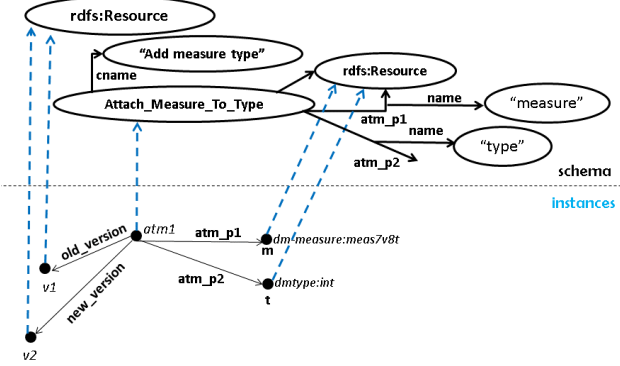 rdfs:Resource
“Add measure type”
cname
rdfs:Resource
Attach_Measure_To_Type
name
“measure”
atm_p1
name
“type”
atm_p2
schema
instances
atm1
atm_p1
dm-measure:meas7v8t
m
old_version
v1
atm_p2
dmtype:int
t
new_version
v2